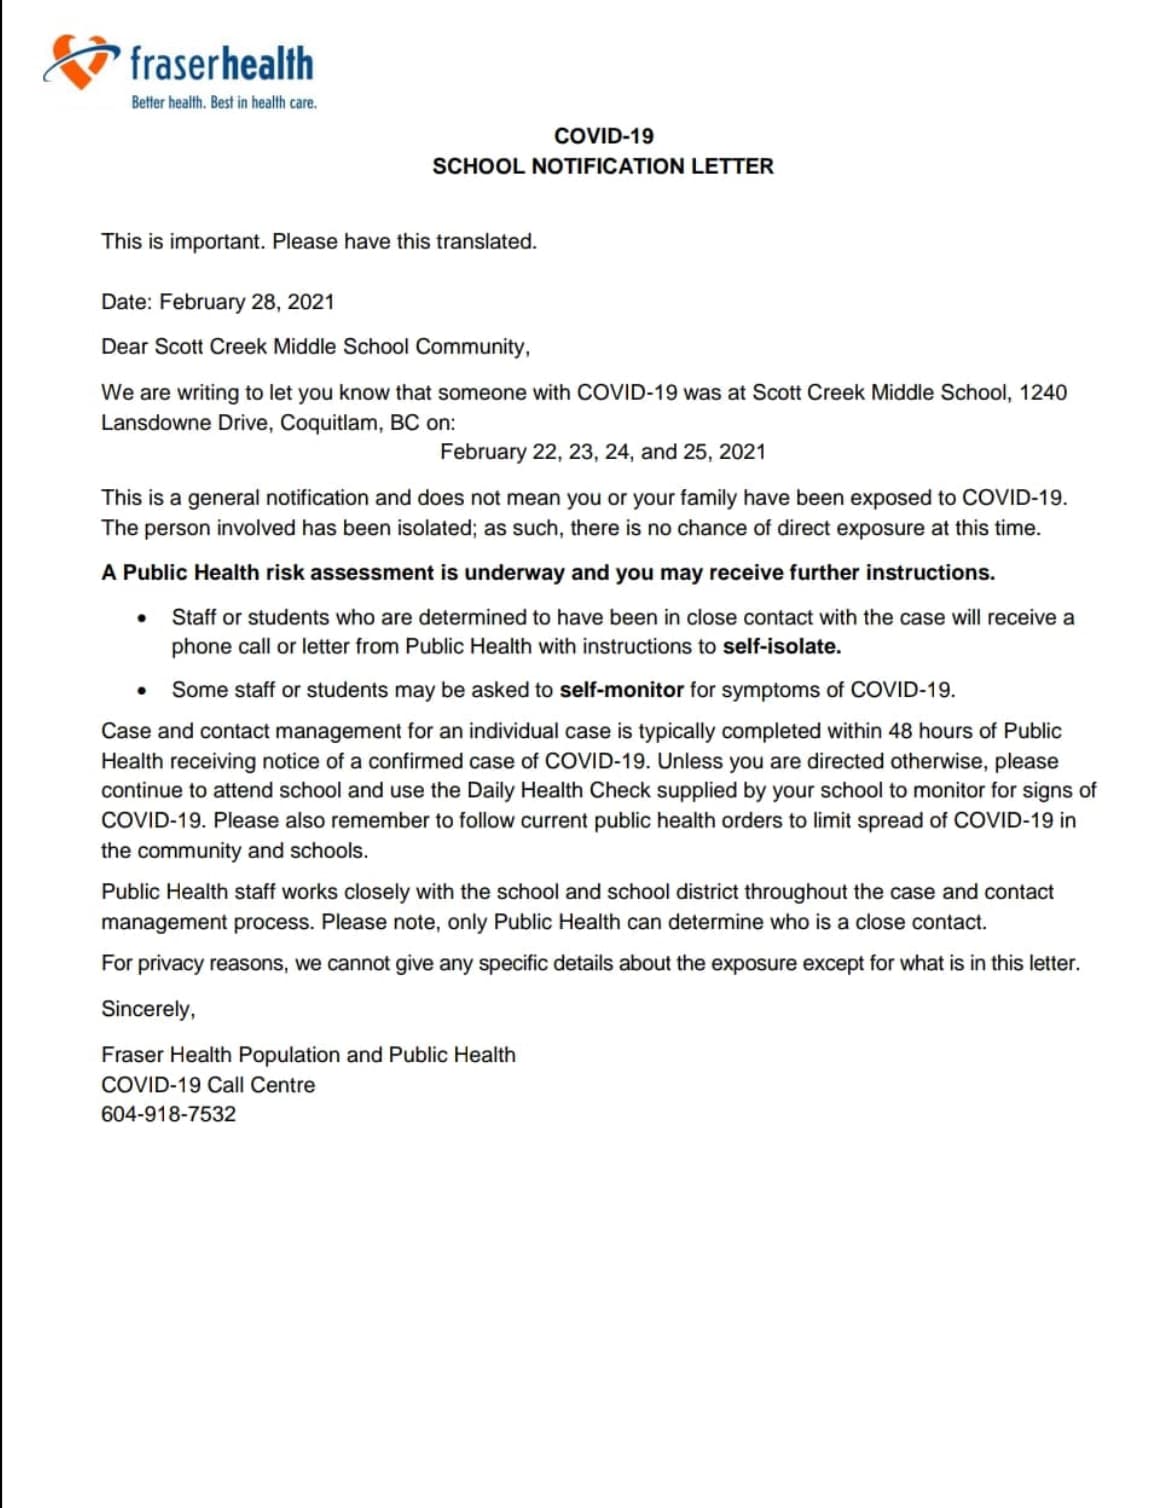 fraserhealth
Better health. Best in health care.
COVID-19
SCHOOL NOTIFICATION LETTER
This is important. Please have this translated.
Date: February 28, 2021
Dear Scott Creek Middle School Community,
We are writing to let you know that someone with COVID-19 was at Scott Creek Middle School, 1240
Lansdowne Drive, Coquitlam, BC on:
February 22, 23, 24, and 25, 2021
This is a general notification and does not mean you or your family have been exposed to COVID-19.
The person involved has been isolated; as such, there is no chance of direct exposure at this time.
A Public Health risk assessment is underway and you may receive further instructions.
• Staff or students who are determined to have been in close contact with the case will receive a
phone call or letter from Public Health with instructions to self-isolate.
• Some staff or students may be asked to self-monitor for symptoms of COVID-19.
Case and contact management for an individual case is typically completed within 48 hours of Public
Health receiving notice of a confirmed case of COVID-19. Unless you are directed otherwise, please
continue to attend school and use the Daily Health Check supplied by your school to monitor for signs of
COVID-19. Please also remember to follow current public health orders to limit spread of COVID-19 in
the community and schools.
Public Health staff works closely with the school and school district throughout the case and contact
management process. Please note, only Public Health can determine who is a close contact.
For privacy reasons, we cannot give any specific details about the exposure except for what is in this letter.
Sincerely,
Fraser Health Population and Public Health
COVID-19 Call Centre
604-918-7532